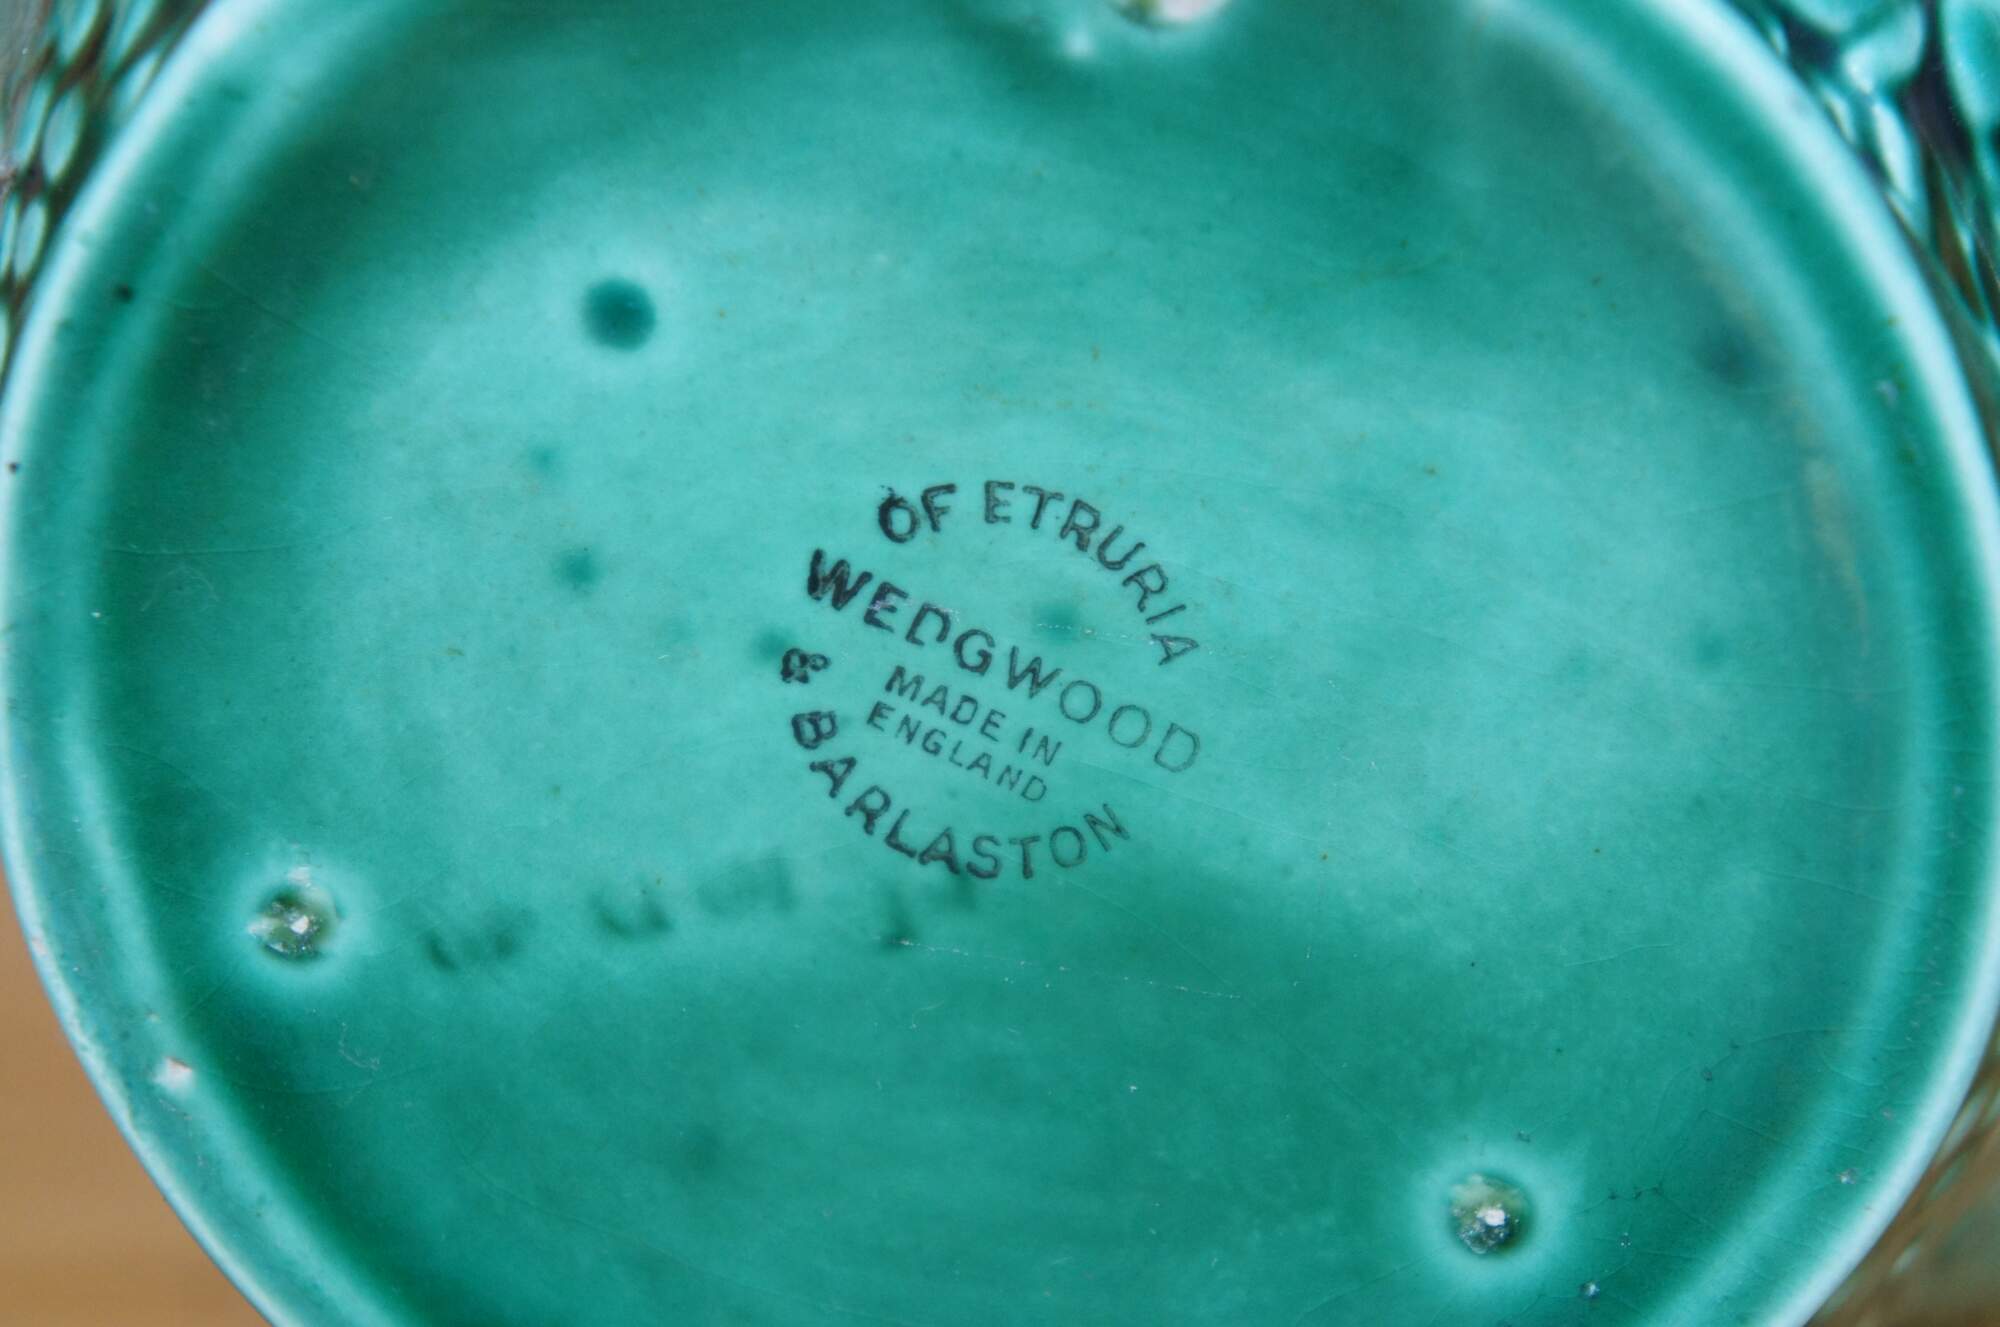 OF ETRURIA
WEDGWOOD
MADE IN
ENGLAND
& BARLASTON